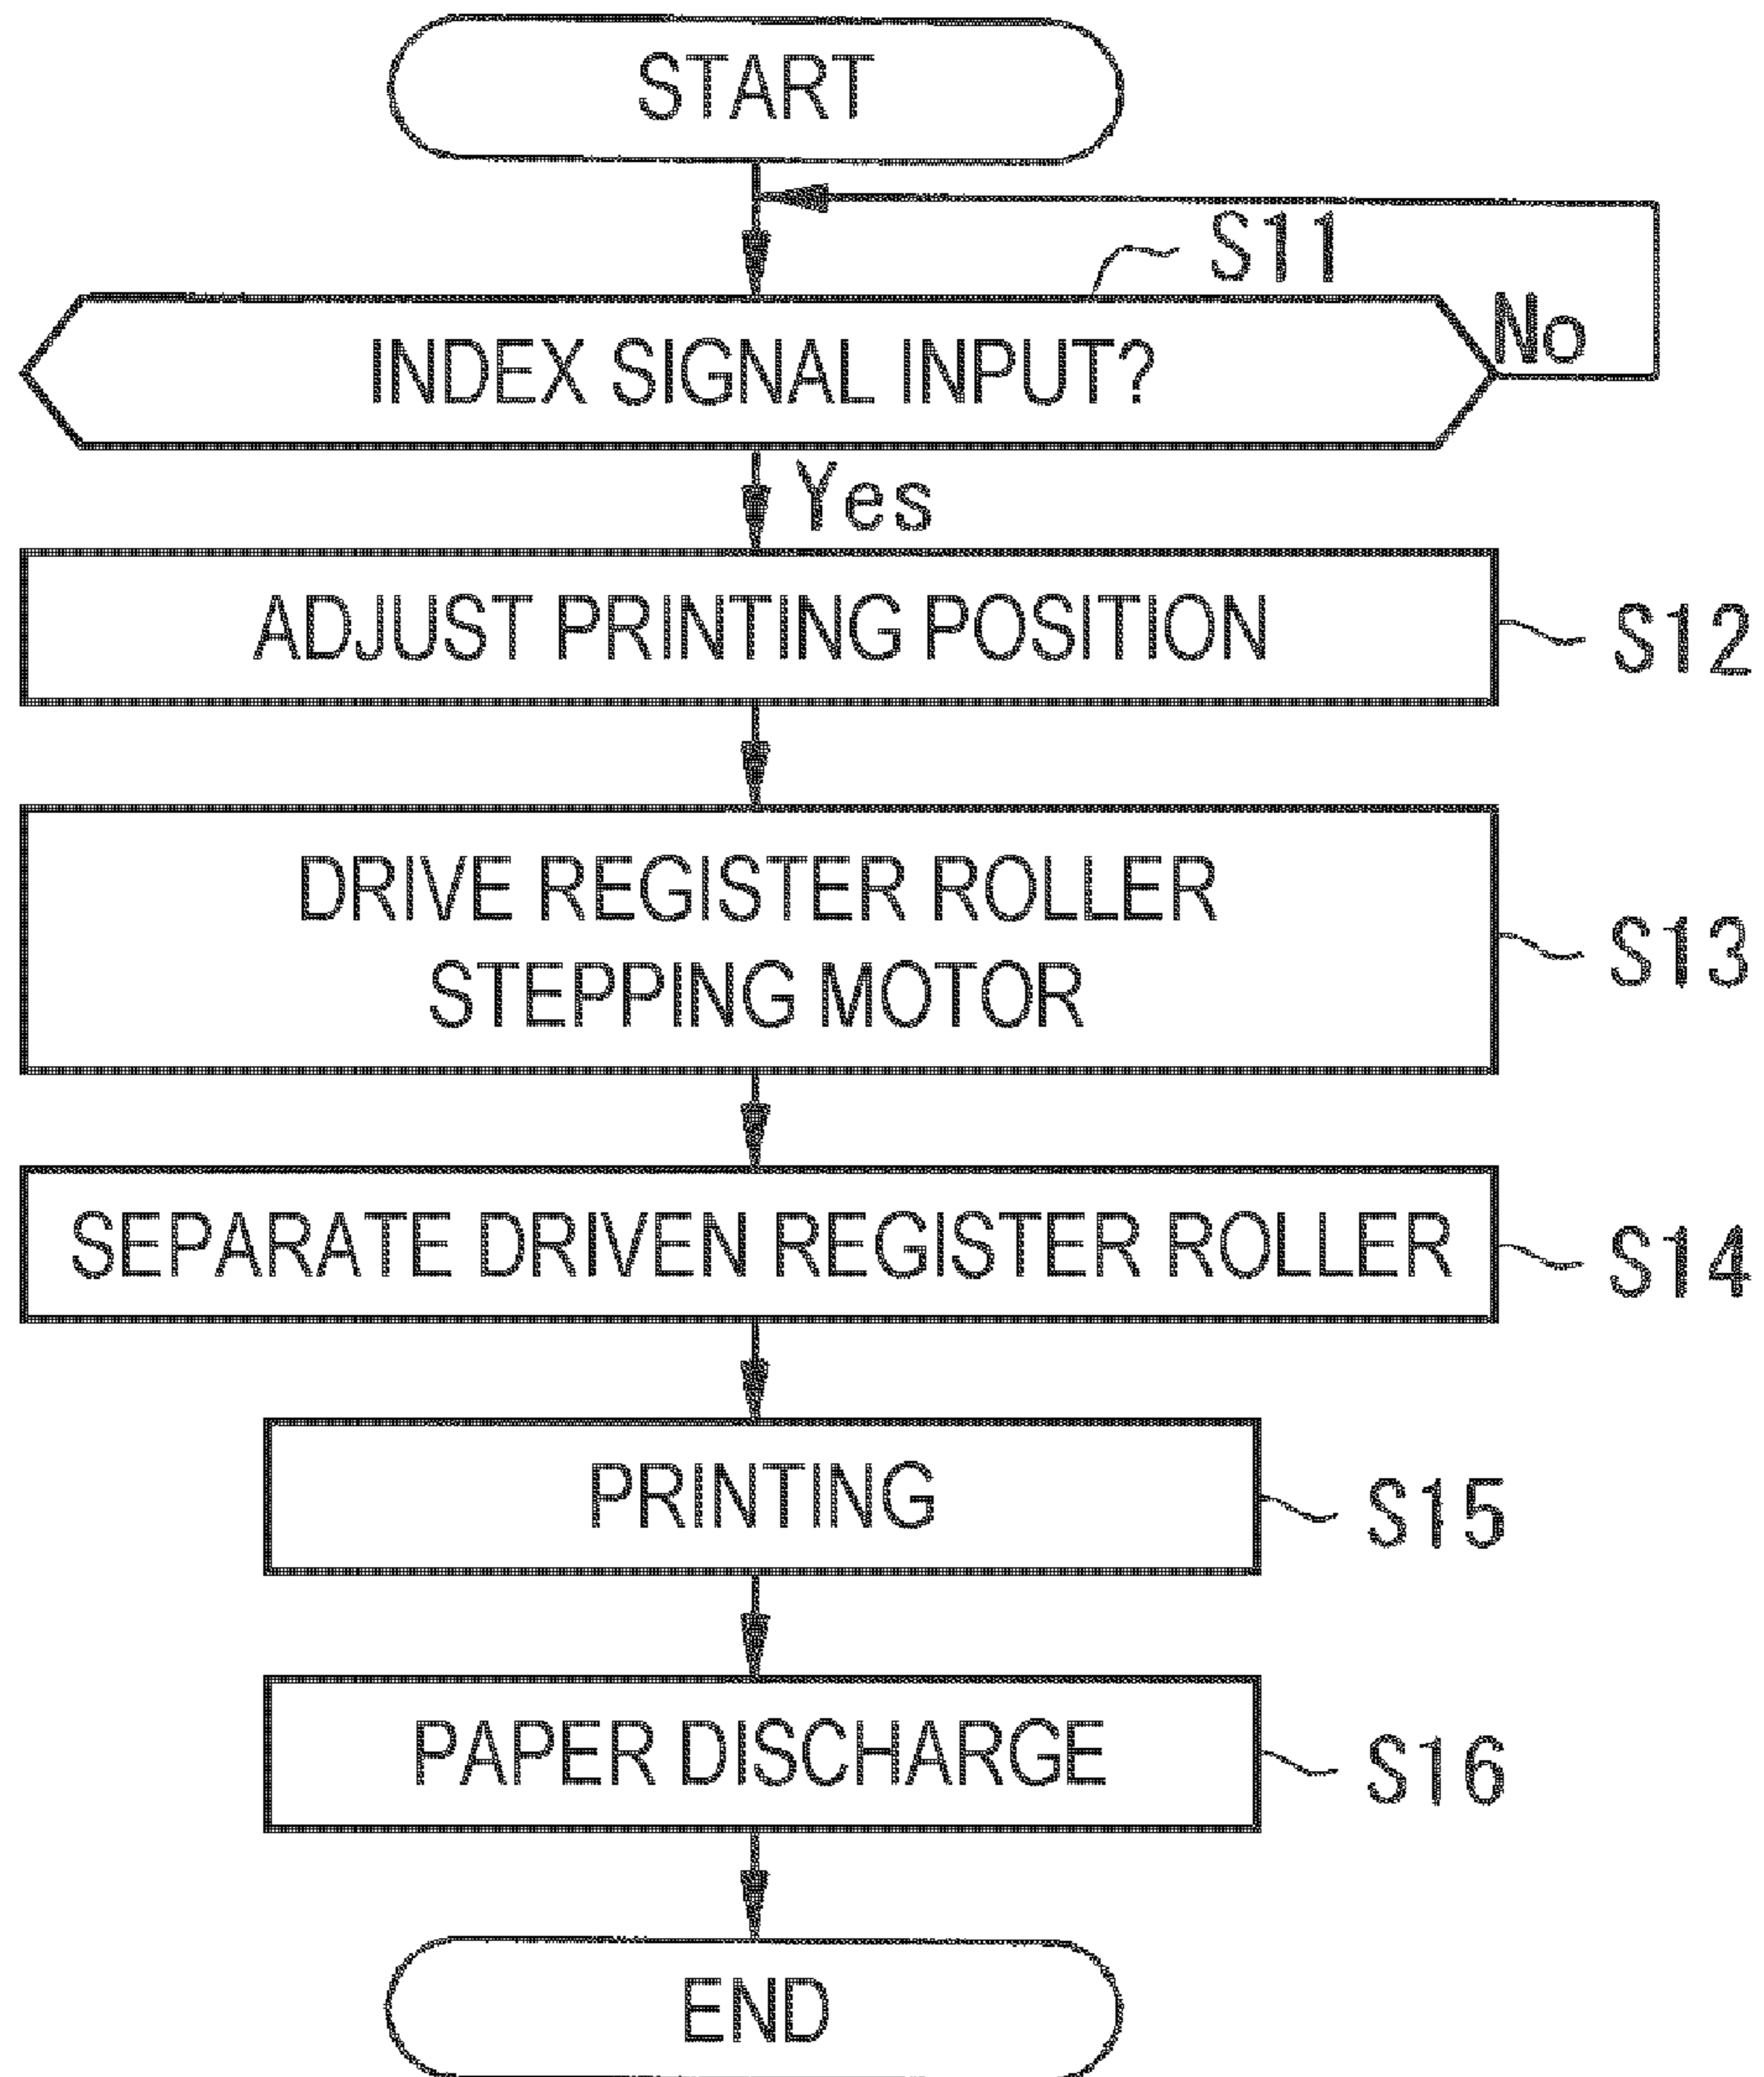 START
S11
INDEX SIGNAL INPUT?
No
Yes
ADJUST PRINTING POSITION
S12
DRIVE REGISTER ROLLER
STEPPING MOTOR
S13
SEPARATE DRIVEN REGISTER ROLLER
S14
PRINTING
S15
PAPER DISCHARGE
S16
END